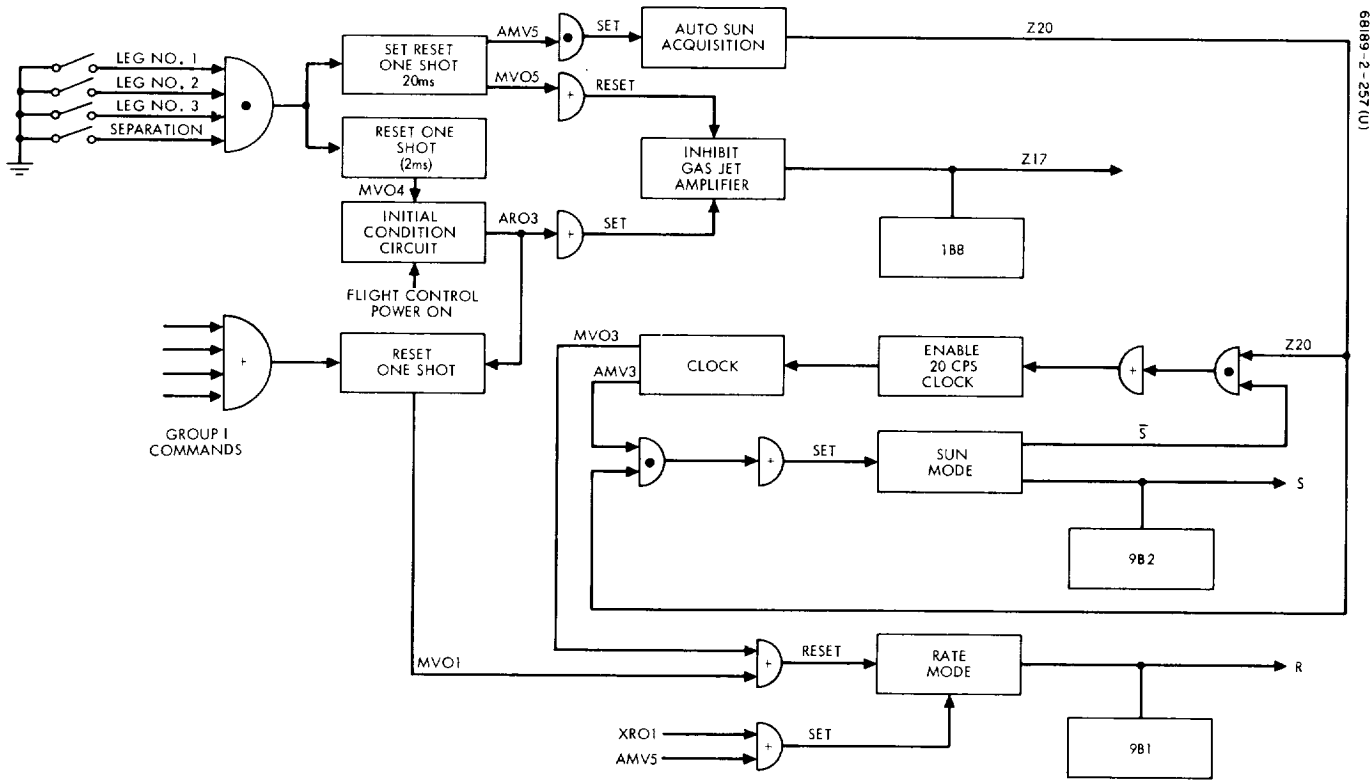 68189-2-257 (U)
LEG NO. 1
LEG NO. 2
LEG NO. 3
SEPARATION
•
SET RESET
ONE SHOT
20ms
AMV5
•
SET
AUTO SUN
ACQUISITION
Z20
MVO5
+
RESET
RESET ONE
SHOT
(2ms)
MVO4
INHIBIT
GAS JET
AMPLIFIER
Z17
1B8
INITIAL
CONDITION
CIRCUIT
ARO3
+
SET
FLIGHT CONTROL
POWER ON
+
GROUP I
COMMANDS
RESET
ONE SHOT
MVO3
AMV3
CLOCK
ENABLE
20 CPS
CLOCK
+
•
Z20
S̅
•
+
SET
SUN
MODE
S
9B2
MVO1
+
RESET
RATE
MODE
R
9B1
XRO1
AMV5
+
SET